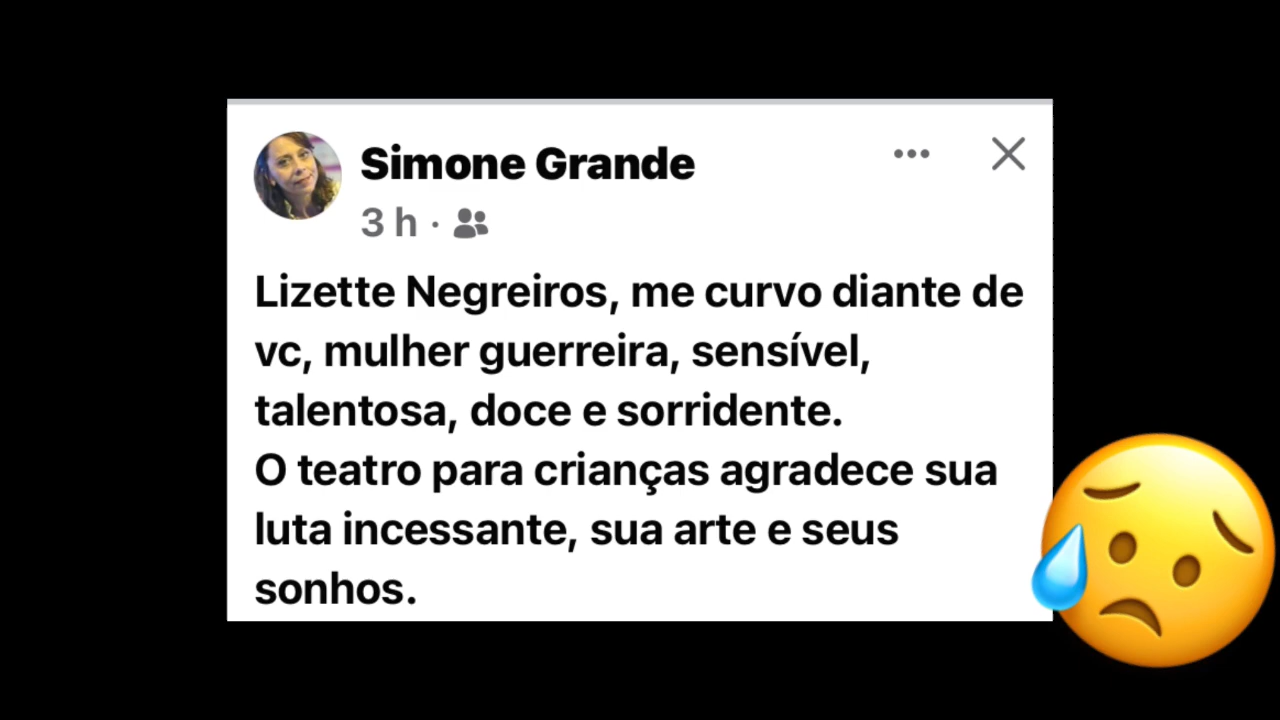 Simone Grande
3 h ·
Lizette Negreiros, me curvo diante de
vc, mulher guerreira, sensível,
talentosa, doce e sorridente.
O teatro para crianças agradece sua
luta incessante, sua arte e seus
sonhos.